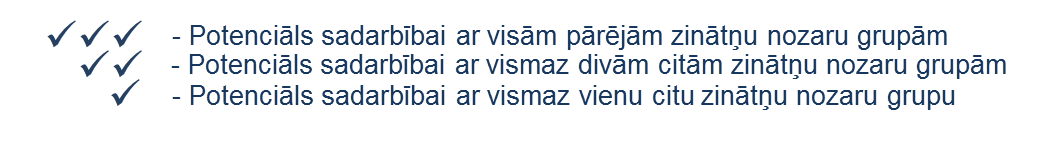 ✓✓✓ - Potenciāls sadarbībai ar visām pārējām zinātņu nozaru grupām
✓✓ - Potenciāls sadarbībai ar vismaz divām citām zinātņu nozaru grupām
✓ - Potenciāls sadarbībai ar vismaz vienu citu zinātņu nozaru grupu